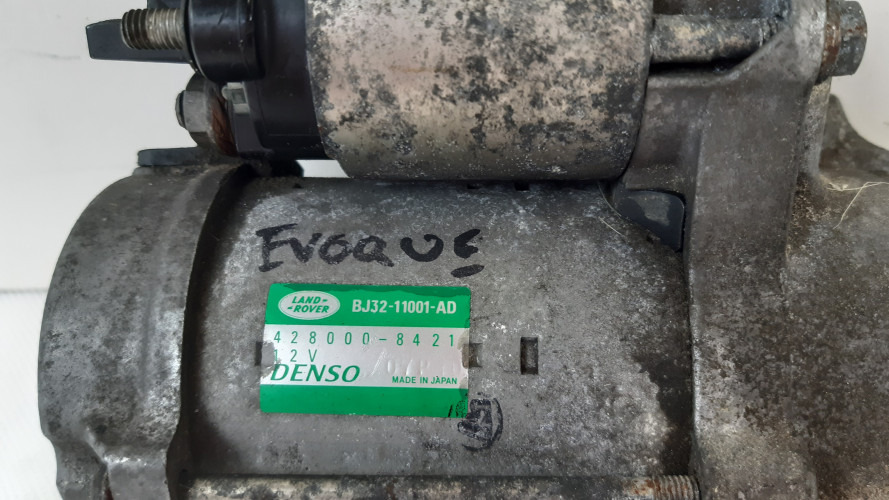 EVOQUE
LAND-
-ROVER
BJ32-11001-AD
428000-8421
12V
DENSO
MADE IN JAPAN